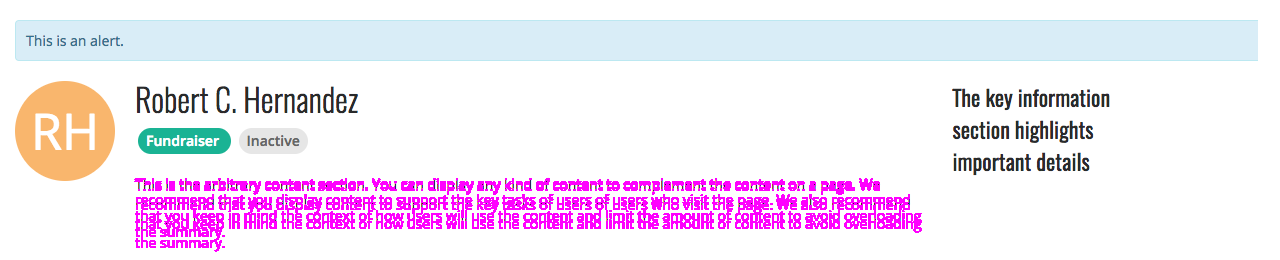 This is an alert.
RH
Robert C. Hernandez
Fundraiser
Inactive
The key information
section highlights
important details
This is the arbitrary content section. You can display any kind of content to complement the content on a page. We
recommend that you display content to support the key tasks of users of users who visit the page. We also recommend
that you keep in mind the context of how users will use the content and limit the amount of content to avoid overloading
the summary.